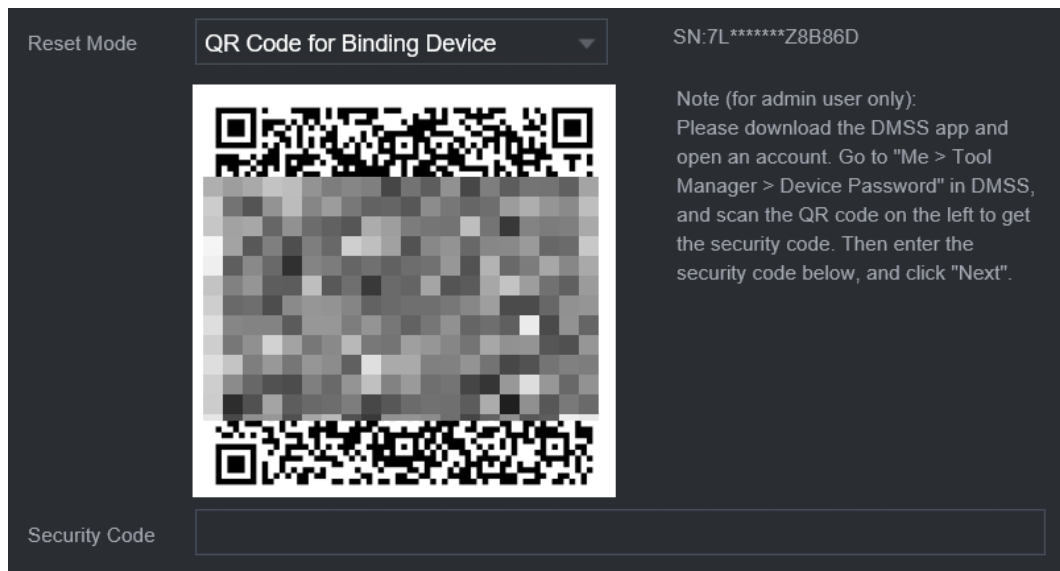 Reset Mode
QR Code for Binding Device
SN:7L*******Z8B86D
Note (for admin user only):
Please download the DMSS app and
open an account. Go to "Me > Tool
Manager > Device Password" in DMSS,
and scan the QR code on the left to get
the security code. Then enter the
security code below, and click "Next".
Security Code